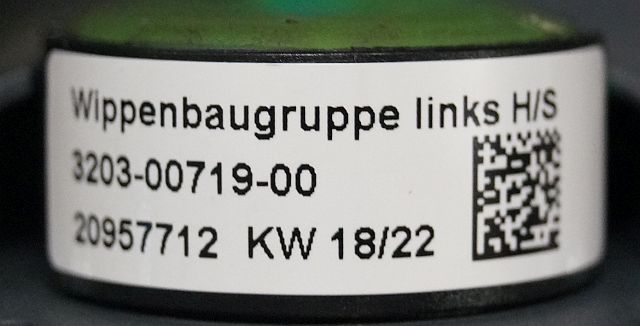 Wippenbaugruppe links H/S
3203-00719-00
20957712 KW 18/22